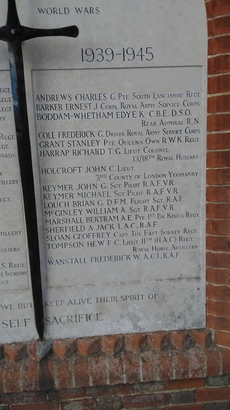 WORLD WARS
1939-1945
ANDREWS CHARLES G PTE SOUTH LANCASHIRE REGT
BARKER ERNEST J CORPL ROYAL ARMY SERVICE CORPS
BODDAM-WHETHAM EDYE K C.B.E. D.S.O.
REAR ADMIRAL R.N.
COLE FREDERICK G DRIVER ROYAL ARMY SERVICE CORPS
GRANT STANLEY PTE QUEENS OWN R.W.K. REGT
HARRAP RICHARD T. G. LIEUT COLONEL
13/18TH ROYAL HUSSARS
HOLCROFT JOHN C. LIEUT
3RD COUNTY OF LONDON YEOMANRY
KEYMER JOHN G. SGT PILOT R.A.F. V.R.
KEYMER MICHAEL SGT PILOT R.A.F. V.R.
LOUCH BRIAN G. D.F.M. FLIGHT SGT R.A.F.
MCGINLEY WILLIAM A. SGT R.A.F. V.R.
MARSHALL BERTRAM A.E. PTE KINGS REGT
SHERFIELD A. JACK L.A.C. R.A.F.
SLOAN GEOFFREY CAPT THE EAST SURREY REGT
TOMPSON HEW F. C. LIEUT 11TH (H.A.C.) REGT
ROYAL HORSE ARTILLERY
WANSTALL FREDERICK W. A.C.1. R.A.F.
WE BUT KEEP ALIVE THEIR SPIRIT OF
SELF SACRIFICE